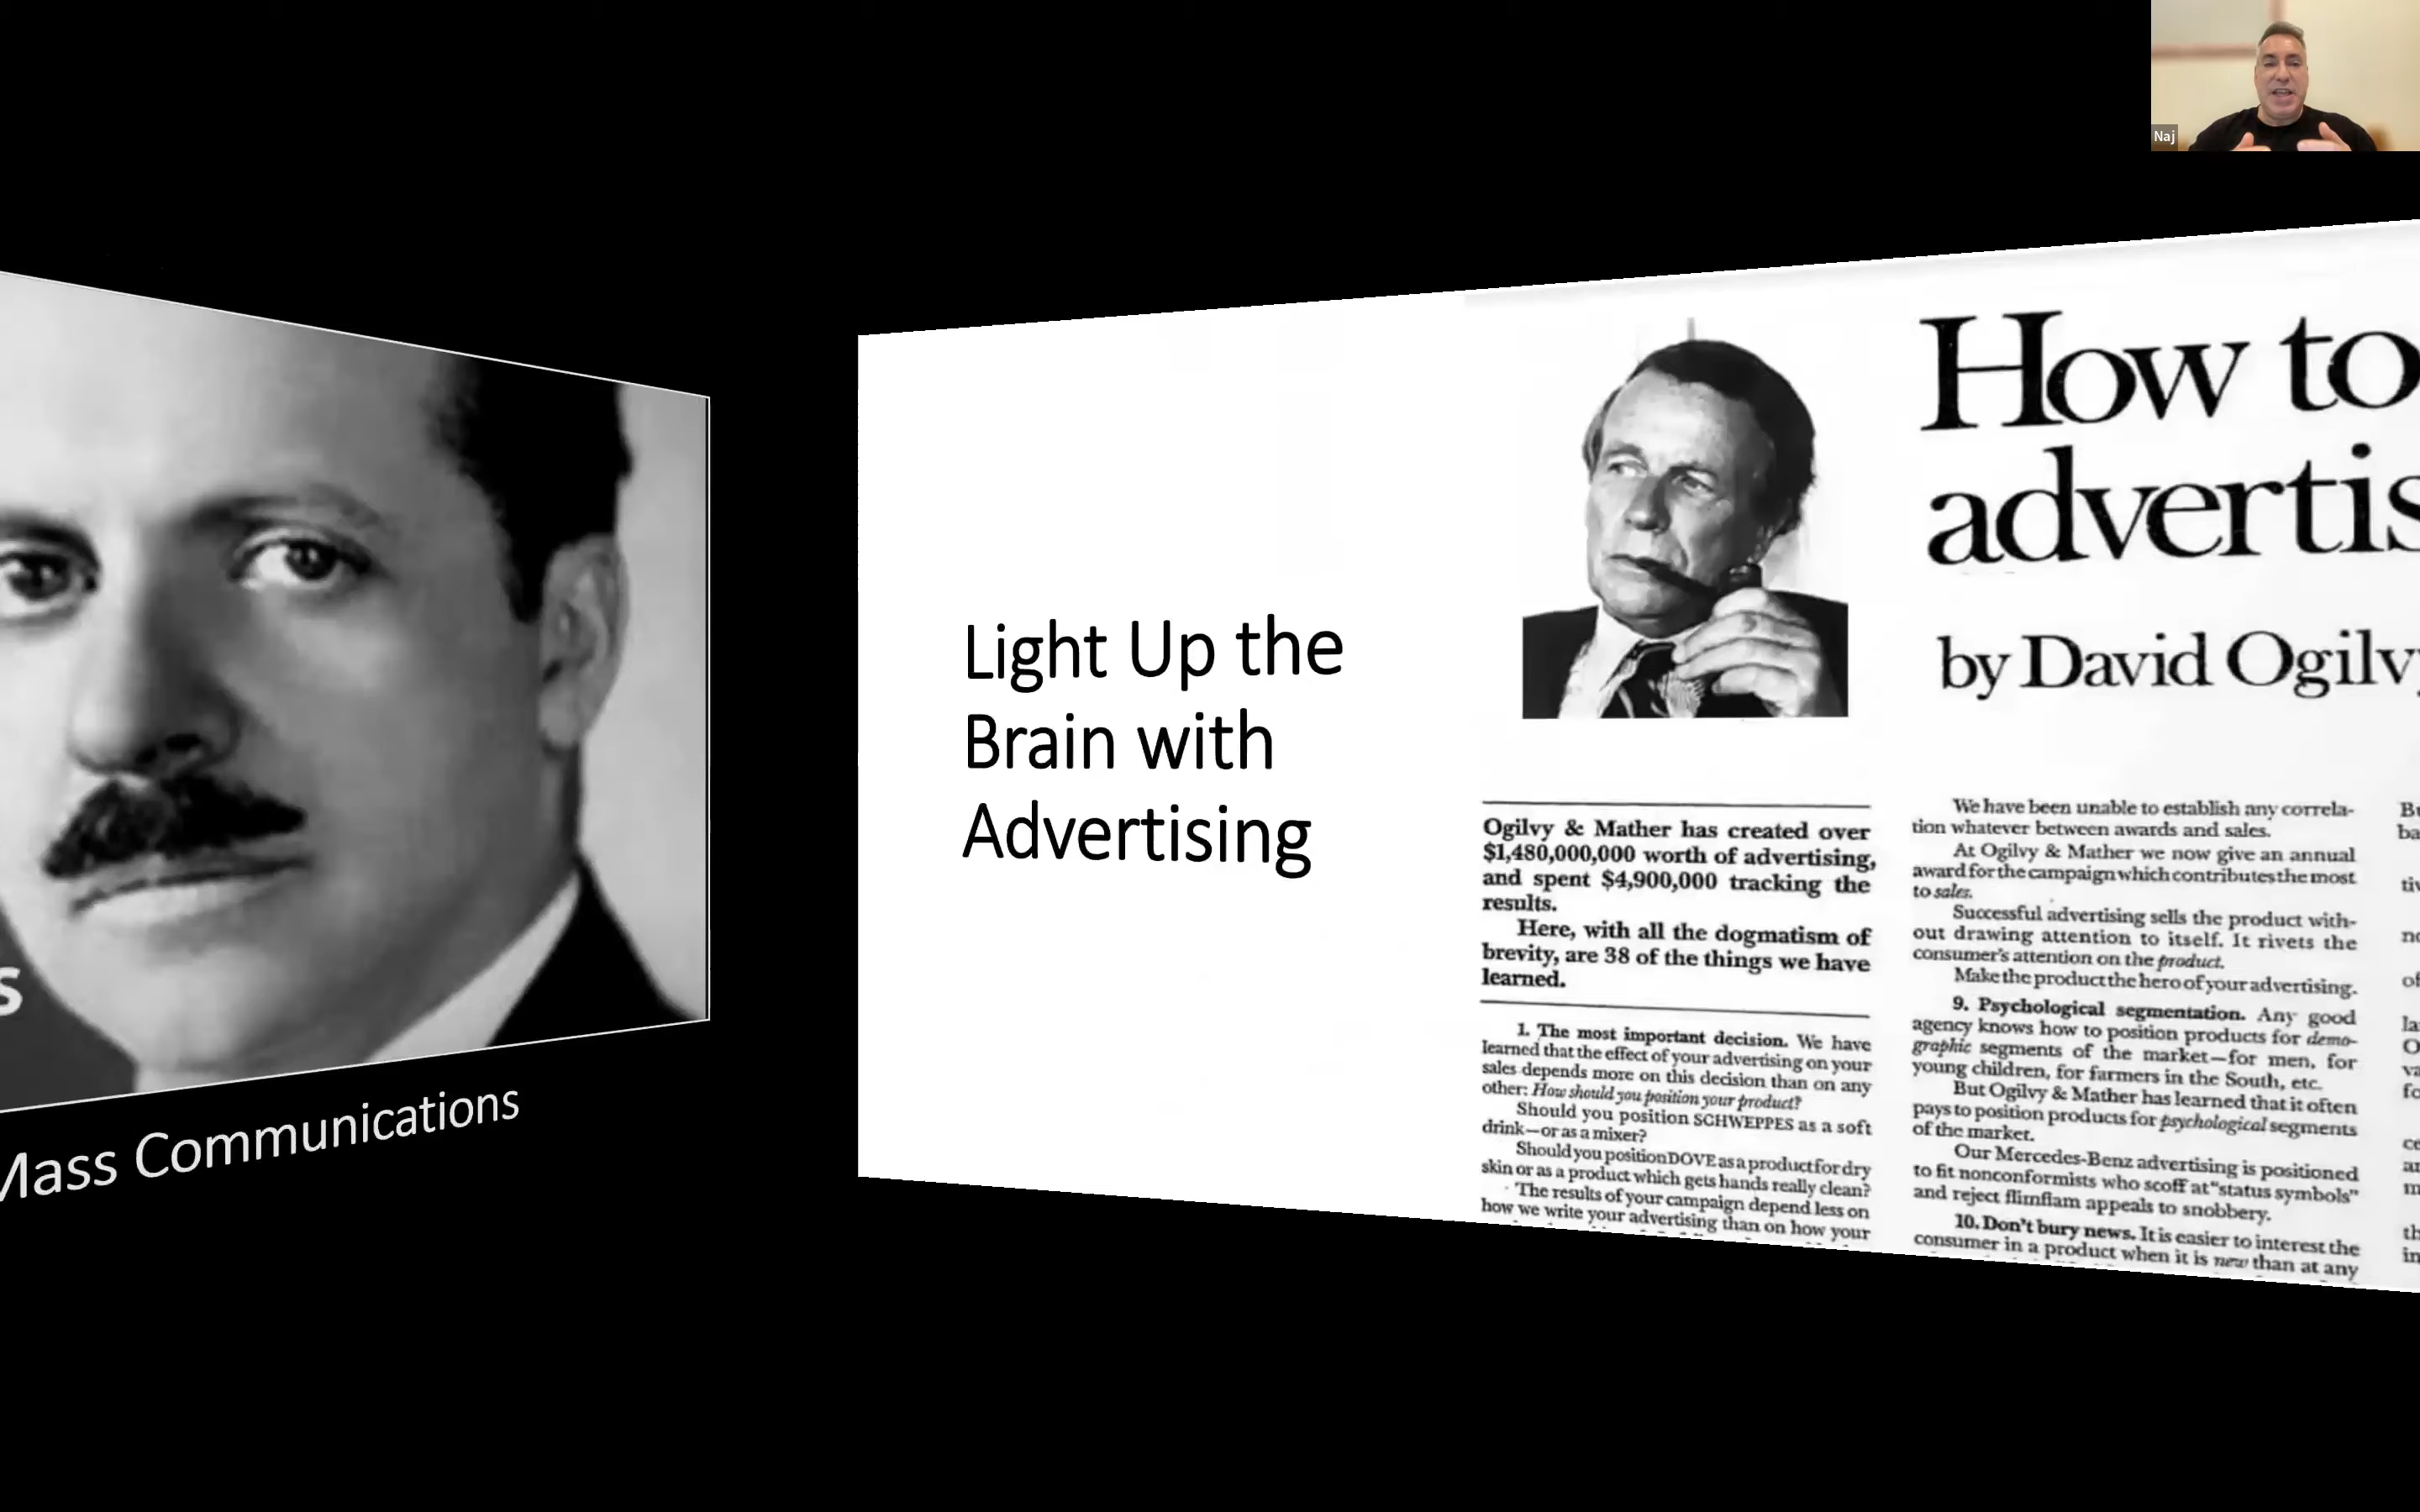 Naj
s
Mass Communications
Light Up the
Brain with
Advertising
How to
advertis
by David Ogilvy
Ogilvy & Mather has created over
$1,480,000,000 worth of advertising,
and spent $4,900,000 tracking the
results.
Here, with all the dogmatism of
brevity, are 38 of the things we have
learned.
1. The most important decision. We have
learned that the effect of your advertising on your
sales depends more on this decision than on any
other: How should you position your product?
Should you position SCHWEPPES as a soft
drink—or as a mixer?
Should you position DOVE as a product for dry
skin or as a product which gets hands really clean?
The results of your campaign depend less on
how we write your advertising than on how your
We have been unable to establish any correla-
tion whatever between awards and sales.
At Ogilvy & Mather we now give an annual
award for the campaign which contributes the most
to sales.
Successful advertising sells the product with-
out drawing attention to itself. It rivets the
consumer's attention on the product.
Make the product the hero of your advertising.
9. Psychological segmentation. Any good
agency knows how to position products for demo-
graphic segments of the market—for men, for
young children, for farmers in the South, etc.
But Ogilvy & Mather has learned that it often
pays to position products for psychological segments
of the market.
Our Mercedes-Benz advertising is positioned
to fit nonconformists who scoff at "status symbols"
and reject flimflam appeals to snobbery.
10. Don't bury news. It is easier to interest the
consumer in a product when it is new than at any